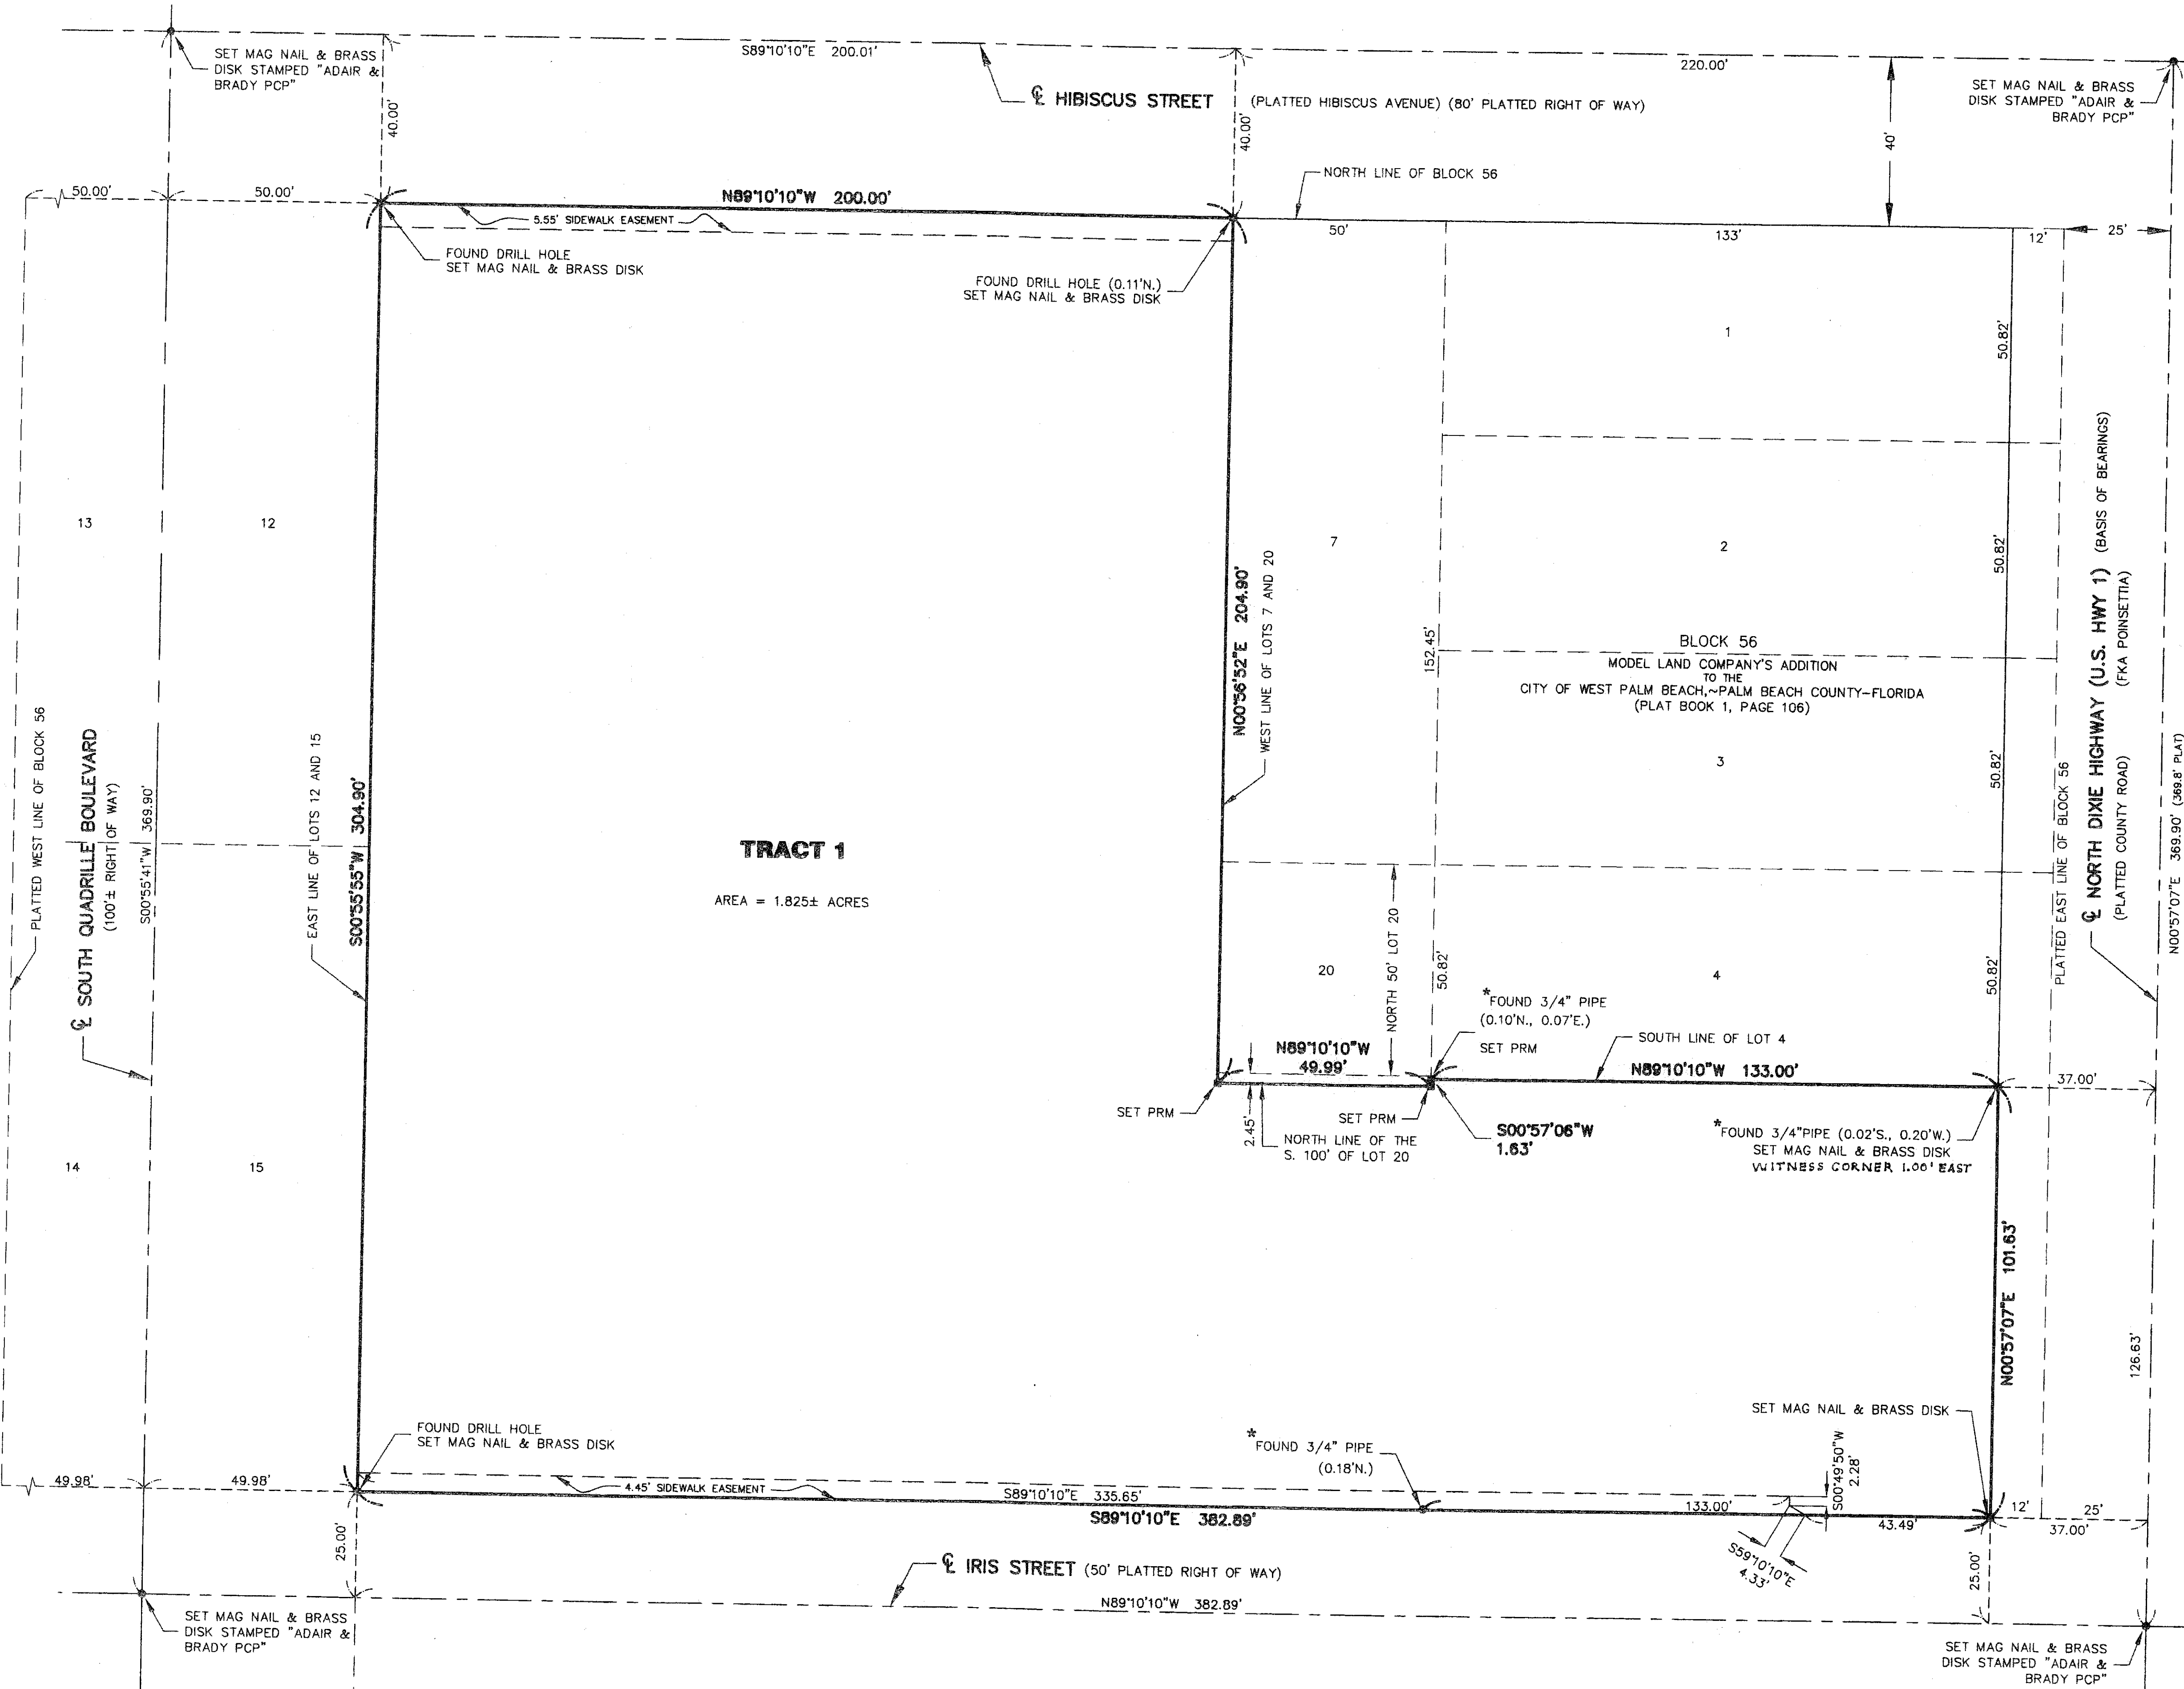 SET MAG NAIL & BRASS
DISK STAMPED "ADAIR &
BRADY PCP"
S89°10'10"E 200.01'
220.00'
SET MAG NAIL & BRASS
DISK STAMPED "ADAIR &
BRADY PCP"
℄ HIBISCUS STREET (PLATTED HIBISCUS AVENUE) (80' PLATTED RIGHT OF WAY)
40.00'
40.00'
40'
50.00'
50.00'
N89°10'10"W 200.00'
NORTH LINE OF BLOCK 56
5.55' SIDEWALK EASEMENT
50'
133'
12'
25'
FOUND DRILL HOLE
SET MAG NAIL & BRASS DISK
FOUND DRILL HOLE (0.11'N.)
SET MAG NAIL & BRASS DISK
1
50.82'
13
12
7
2
50.82'
N00°56'52"E 204.90'
WEST LINE OF LOTS 7 AND 20
152.45'
BLOCK 56
MODEL LAND COMPANY'S ADDITION
TO THE
CITY OF WEST PALM BEACH,~PALM BEACH COUNTY-FLORIDA
(PLAT BOOK 1, PAGE 106)
3
50.82'
PLATTED EAST LINE OF BLOCK 56
℄ NORTH DIXIE HIGHWAY (U.S. HWY 1) (BASIS OF BEARINGS)
(PLATTED COUNTY ROAD) (FKA POINSETTIA)
N00°57'07"E 369.90' (369.8' PLAT)
PLATTED WEST LINE OF BLOCK 56
℄ SOUTH QUADRILLE BOULEVARD
(100'± RIGHT OF WAY)
S00°55'41"W 369.90'
EAST LINE OF LOTS 12 AND 15
S00°55'55"W 304.90'
TRACT 1
AREA = 1.825± ACRES
20
NORTH 50' LOT 20
50.82'
4
50.82'
*FOUND 3/4" PIPE
(0.10'N., 0.07'E.)
SET PRM
SOUTH LINE OF LOT 4
N89°10'10"W
49.99'
N89°10'10"W 133.00'
37.00'
SET PRM
2.45'
SET PRM
NORTH LINE OF THE
S. 100' OF LOT 20
S00°57'06"W
1.63'
*FOUND 3/4"PIPE (0.02'S., 0.20'W.)
SET MAG NAIL & BRASS DISK
WITNESS CORNER 1.00' EAST
14
15
N00°57'07"E 101.63'
126.63'
SET MAG NAIL & BRASS DISK
FOUND DRILL HOLE
SET MAG NAIL & BRASS DISK
*FOUND 3/4" PIPE
(0.18'N.)
S00°49'50"W
2.28'
49.98'
49.98'
4.45' SIDEWALK EASEMENT
S89°10'10"E 335.65'
133.00'
S89°10'10"E 382.89'
43.49'
12'
25'
37.00'
25.00'
S59°10'10"E
4.33'
25.00'
℄ IRIS STREET (50' PLATTED RIGHT OF WAY)
N89°10'10"W 382.89'
SET MAG NAIL & BRASS
DISK STAMPED "ADAIR &
BRADY PCP"
SET MAG NAIL & BRASS
DISK STAMPED "ADAIR &
BRADY PCP"